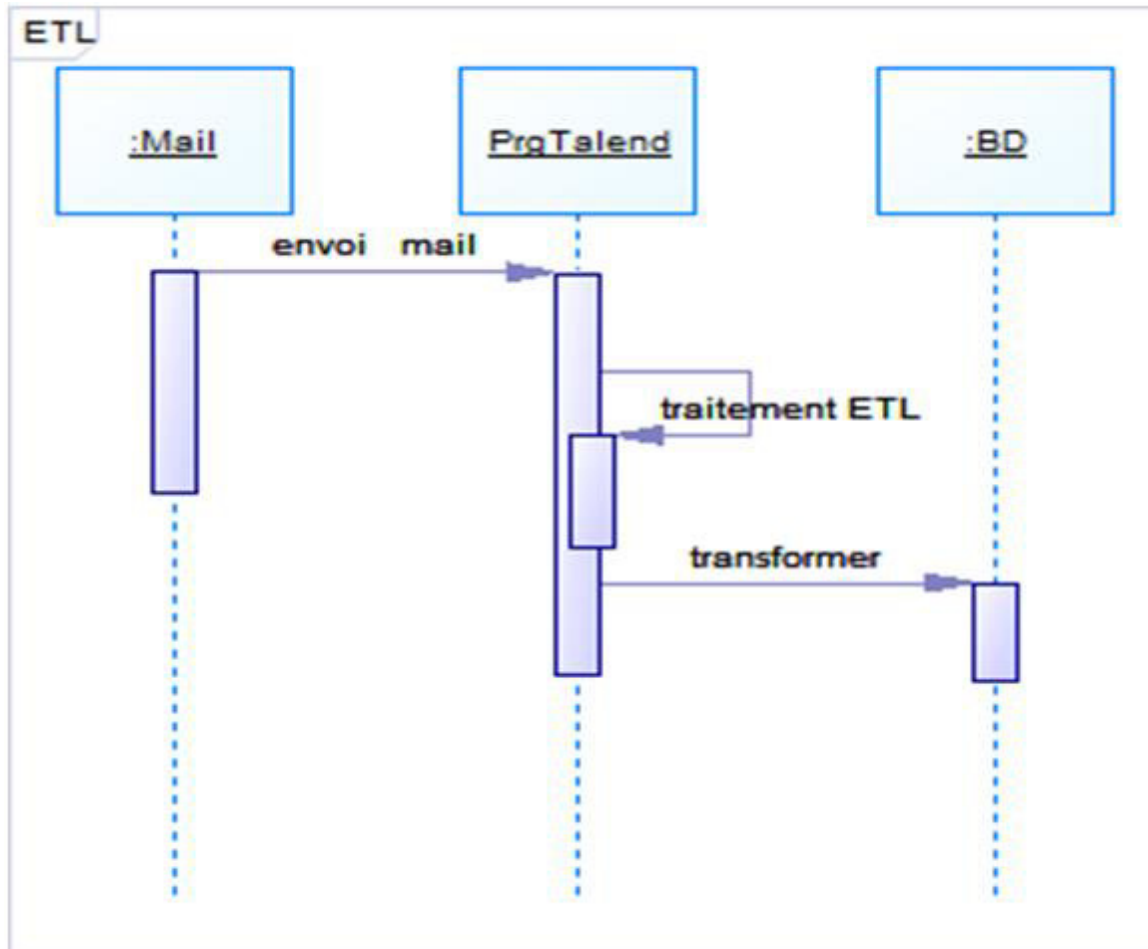 ETL
:Mail
PrgTalend
:BD
envoi mail
traitement ETL
transformer